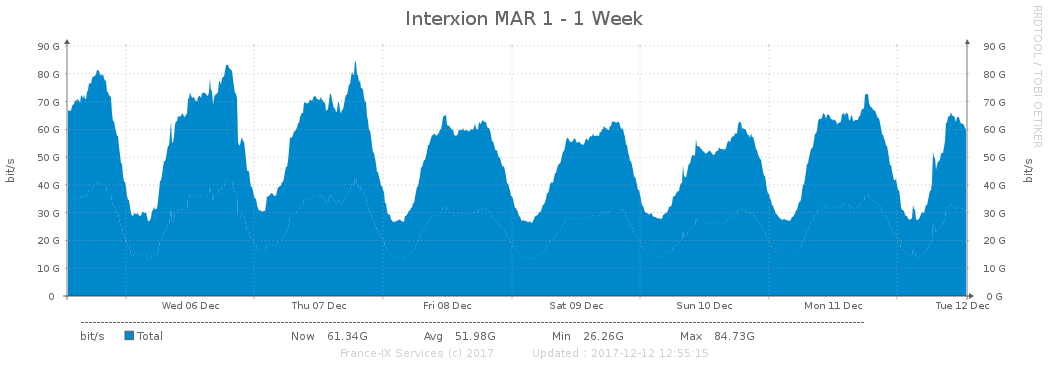 Interxion MAR 1 - 1 Week
RRDTOOL / TOBI OETIKER
90 G 90 G
80 G 80 G
70 G 70 G
60 G 60 G
50 G 50 G
40 G 40 G
30 G 30 G
20 G 20 G
10 G 10 G
0 0 G
bit/s
bit/s
Wed 06 Dec Thu 07 Dec Fri 08 Dec Sat 09 Dec Sun 10 Dec Mon 11 Dec Tue 12 Dec
bit/s Total Now 61.34G Avg 51.98G Min 26.26G Max 84.73G
France-IX Services (c) 2017 Updated : 2017-12-12 12:55:15